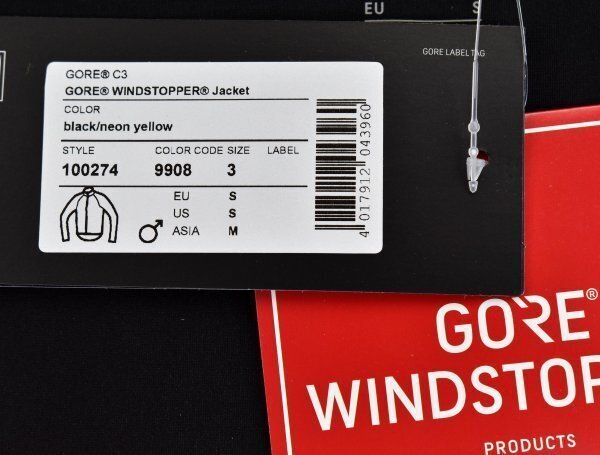 EU S
GORE LABEL TAG
GORE® C3
GORE® WINDSTOPPER® Jacket
COLOR
black/neon yellow
STYLE COLOR CODE SIZE LABEL
100274 9908 3
EU S
US S
ASIA M
4 017912 043960
GORE®
WINDSTOP
PRODUCTS